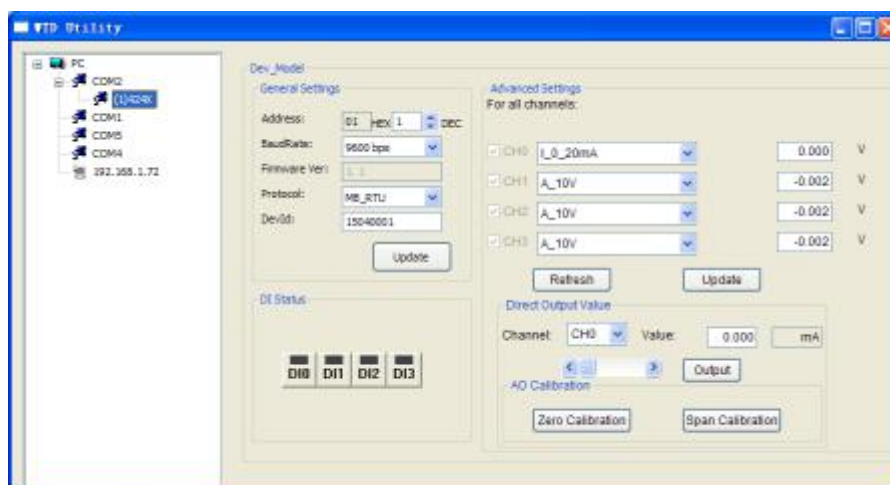 WTD Utility
PC
COM2
(1)424X
COM1
COM5
COM4
192.168.1.72
Dev_Model
General Settings
Address: 01 HEX 1 DEC
BaudRate: 9600 bps
Firmware Ver:
Protocol: MB_RTU
DevId: 15040001
Update
DI Status
DI0 DI1 DI2 DI3
Advanced Settings
For all channels:
CH0 I_0_20mA 0.000 V
CH1 A_10V -0.002 V
CH2 A_10V -0.002 V
CH3 A_10V -0.002 V
Refresh Update
Direct Output Value
Channel: CH0 Value: 0.000 mA
Output
AO Calibration
Zero Calibration Span Calibration